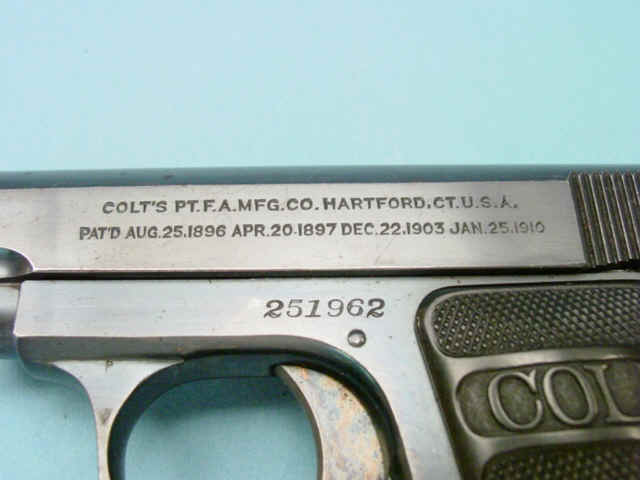 COLT'S PT.F.A.MFG.CO. HARTFORD,CT.U.S.A.
PAT'D AUG.25.1896 APR.20.1897 DEC.22.1903 JAN.25.1910
251962
COL